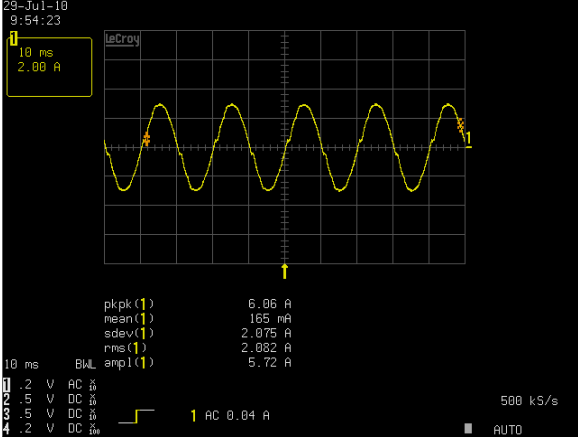 29-Jul-10
9:54:23
1
10 ms
2.00 A
LeCroy
1
pkpk(1) 6.06 A
mean(1) 165 mA
sdev(1) 2.075 A
rms(1) 2.082 A
ampl(1) 5.72 A
10 ms BWL
1 .2 V AC X10
2 .5 V DC X10
3 .5 V DC X10
4 .2 V DC X100
1 AC 0.04 A
500 kS/s
AUTO